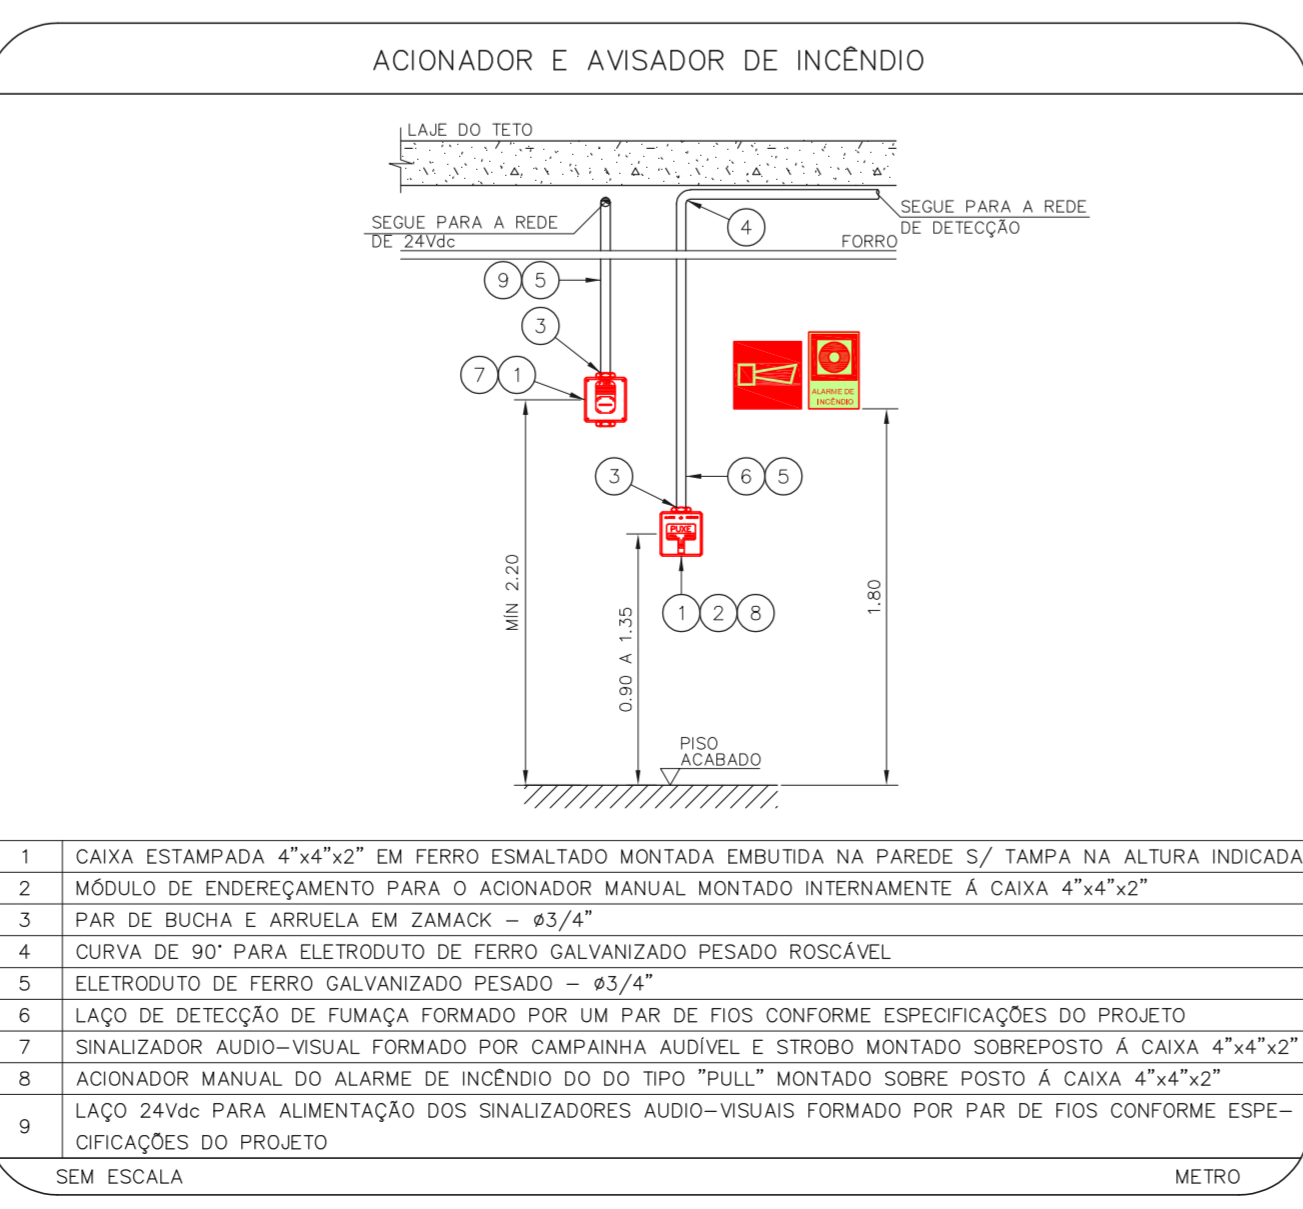 ACIONADOR E AVISADOR DE INCÊNDIO
LAJE DO TETO
SEGUE PARA A REDE
DE 24Vdc
SEGUE PARA A REDE
DE DETECÇÃO
4
FORRO
9 5
3
7 1
ALARME DE
INCÊNDIO
3
6 5
PUXE
MÍN 2.20
0.90 A 1.35
1 2 8
1.80
PISO
ACABADO
1 CAIXA ESTAMPADA 4"x4"x2" EM FERRO ESMALTADO MONTADA EMBUTIDA NA PAREDE S/ TAMPA NA ALTURA INDICADA
2 MÓDULO DE ENDEREÇAMENTO PARA O ACIONADOR MANUAL MONTADO INTERNAMENTE Á CAIXA 4"x4"x2"
3 PAR DE BUCHA E ARRUELA EM ZAMACK – ø3/4"
4 CURVA DE 90° PARA ELETRODUTO DE FERRO GALVANIZADO PESADO ROSCÁVEL
5 ELETRODUTO DE FERRO GALVANIZADO PESADO – ø3/4"
6 LAÇO DE DETECÇÃO DE FUMAÇA FORMADO POR UM PAR DE FIOS CONFORME ESPECIFICAÇÕES DO PROJETO
7 SINALIZADOR AUDIO–VISUAL FORMADO POR CAMPAINHA AUDÍVEL E STROBO MONTADO SOBREPOSTO Á CAIXA 4"x4"x2"
8 ACIONADOR MANUAL DO ALARME DE INCÊNDIO DO DO TIPO "PULL" MONTADO SOBRE POSTO Á CAIXA 4"x4"x2"
9 LAÇO 24Vdc PARA ALIMENTAÇÃO DOS SINALIZADORES AUDIO–VISUAIS FORMADO POR PAR DE FIOS CONFORME ESPE–
CIFICAÇÕES DO PROJETO
SEM ESCALA
METRO